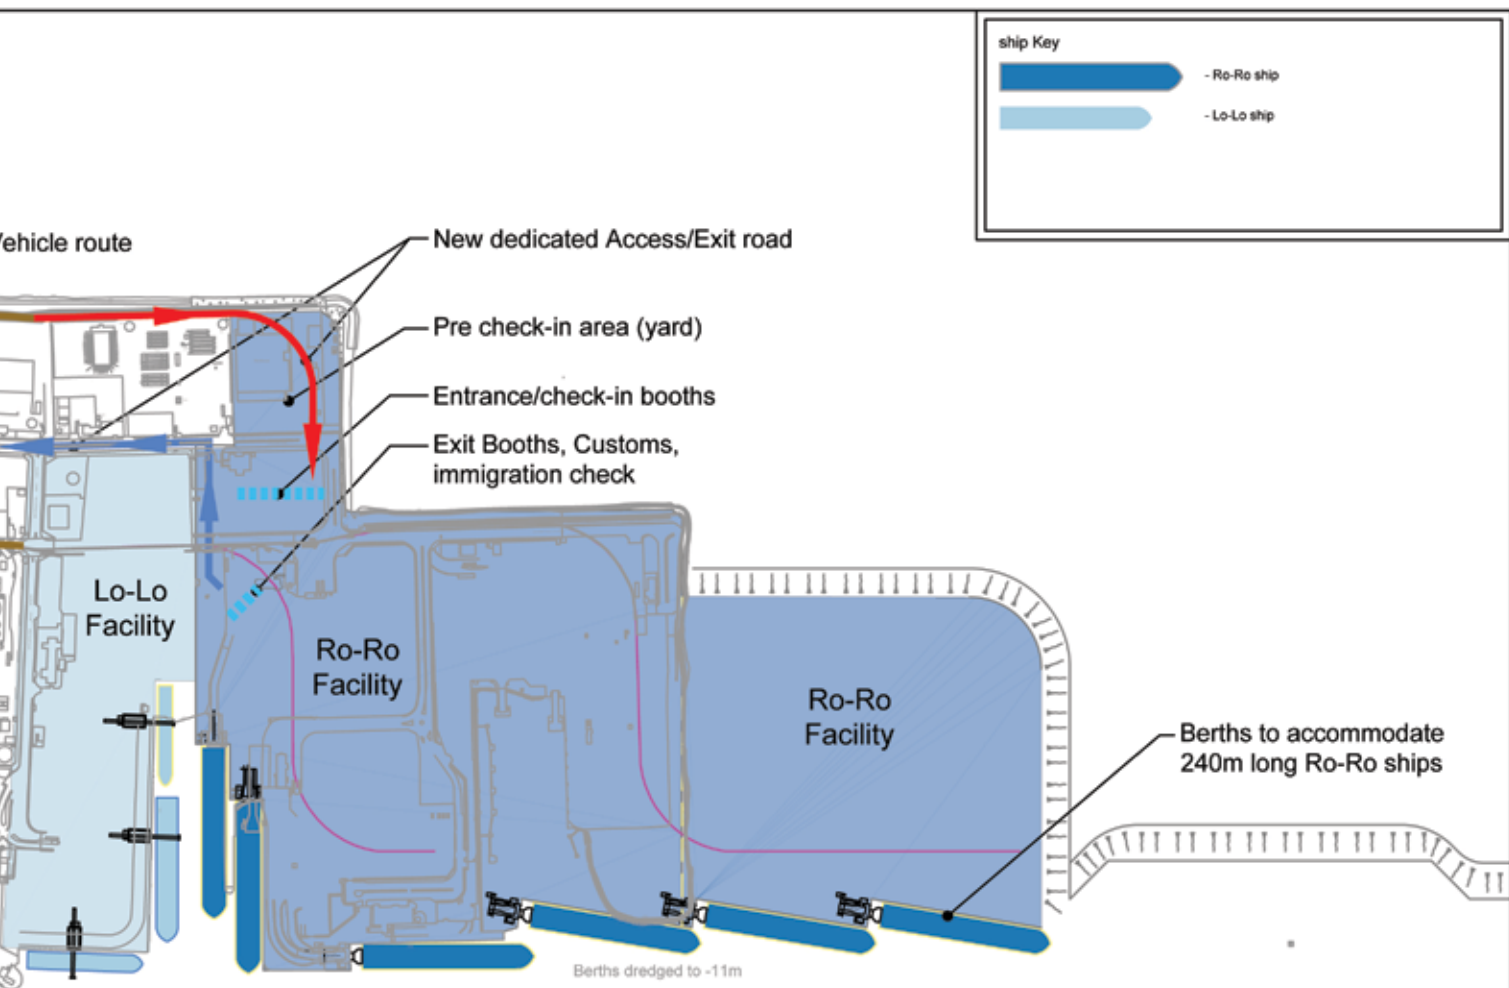 ship Key
- Ro-Ro ship
- Lo-Lo ship
Vehicle route
New dedicated Access/Exit road
Pre check-in area (yard)
Entrance/check-in booths
Exit Booths, Customs,
immigration check
Lo-Lo
Facility
Ro-Ro
Facility
Ro-Ro
Facility
Berths to accommodate
240m long Ro-Ro ships
Berths dredged to -11m